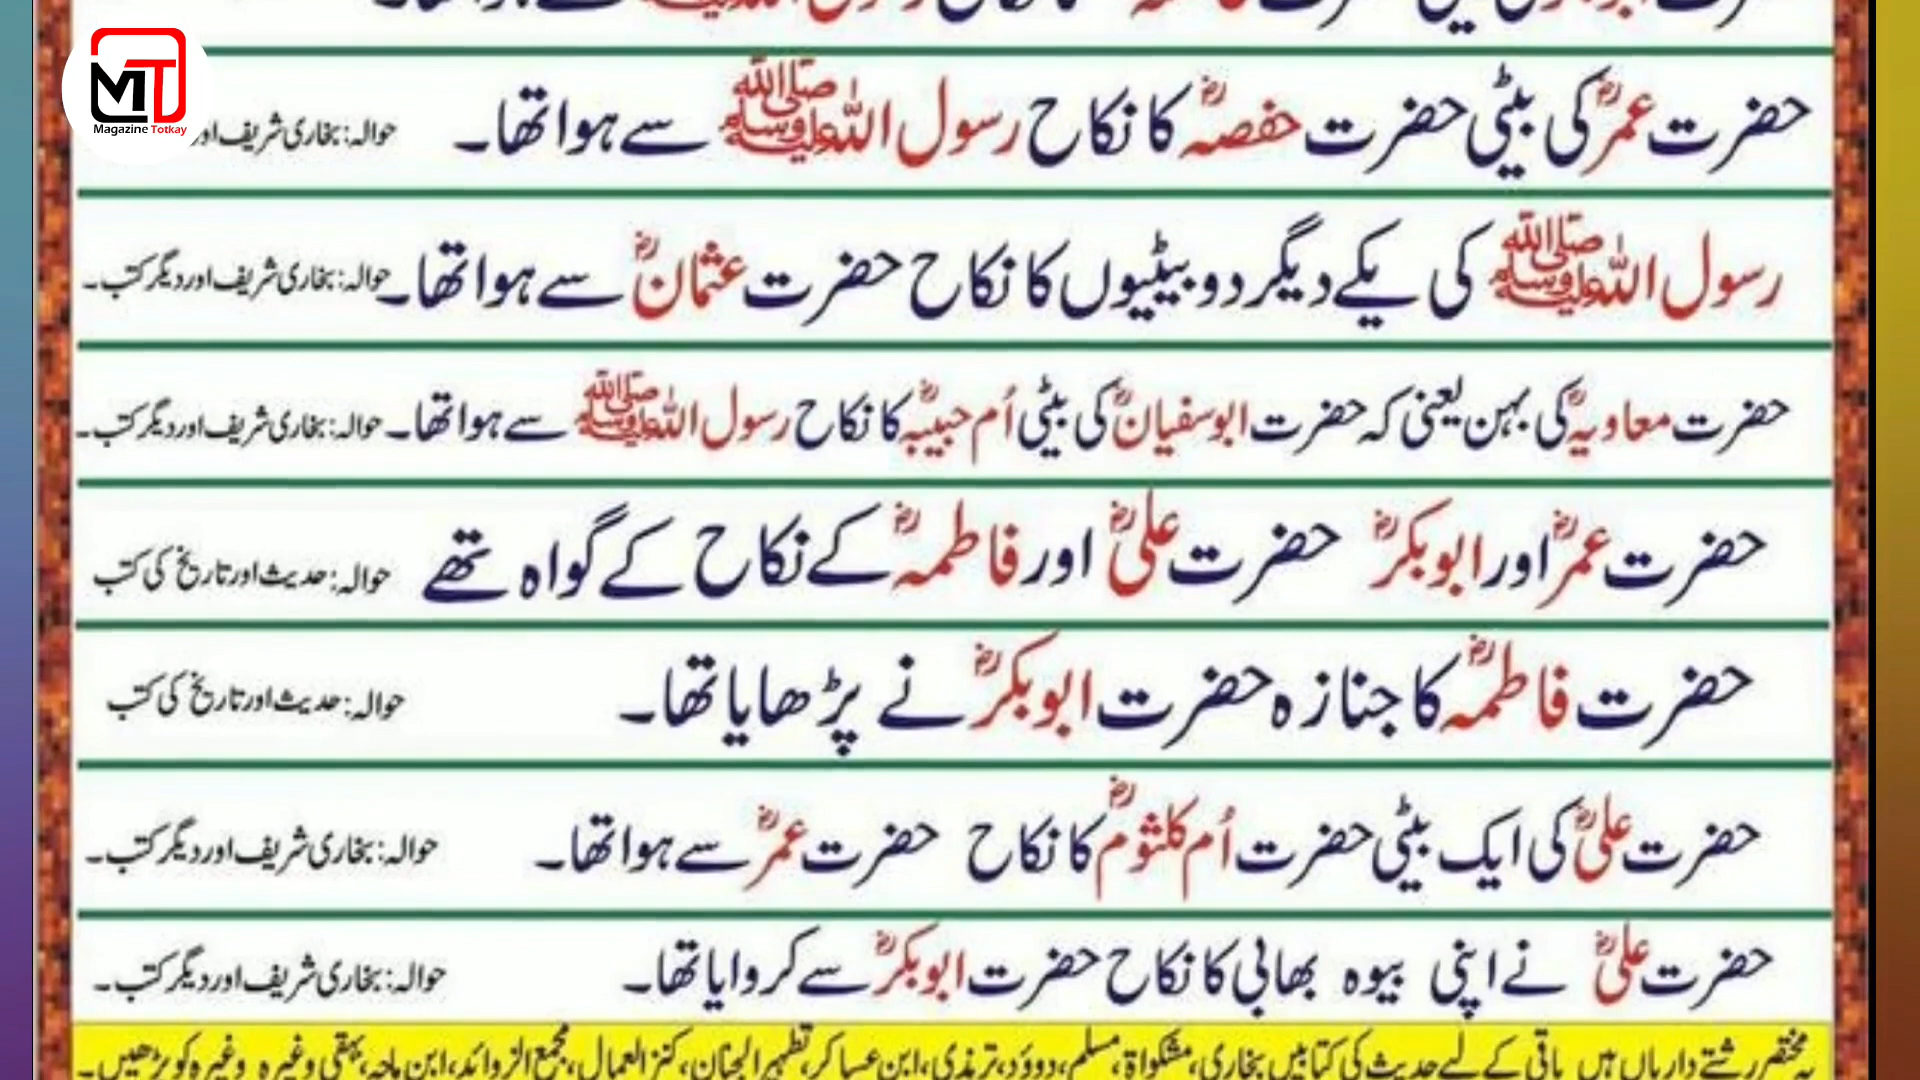 حضرت عمرؓ کی بیٹی حضرت حفصہؓ کا نکاح رسول اللہ ﷺ سے ہوا تھا۔ حوالہ: بخاری شریف اور
رسول اللہ ﷺ کی یکے دیگر دو بیٹیوں کا نکاح حضرت عثمانؓ سے ہوا تھا۔ حوالہ: بخاری شریف اور دیگر کتب۔
حضرت معاویہؓ کی بہن یعنی کہ حضرت ابوسفیانؓ کی بیٹی اُم حبیبہؓ کا نکاح رسول اللہ ﷺ سے ہوا تھا۔ حوالہ: بخاری شریف اور دیگر کتب۔
حضرت عمرؓ اور ابوبکرؓ حضرت علیؓ اور فاطمہؓ کے نکاح کے گواہ تھے حوالہ: حدیث اور تاریخ کی کتب
حضرت فاطمہؓ کا جنازہ حضرت ابوبکرؓ نے پڑھایا تھا۔ حوالہ: حدیث اور تاریخ کی کتب
حضرت علیؓ کی ایک بیٹی حضرت اُم کلثومؓ کا نکاح حضرت عمرؓ سے ہوا تھا۔ حوالہ: بخاری شریف اور دیگر کتب۔
حضرت علیؓ نے اپنی بیوہ بھابی کا نکاح حضرت ابوبکرؓ سے کروایا تھا۔ حوالہ: بخاری شریف اور دیگر کتب۔
یہ مختصر رشتے داریاں ہیں باقی کے لیے حدیث کی کتابیں بخاری، مشکواۃ، مسلم، دوؤد، ترمذی، ابن عساکر، تطہیر الجنان، کنز العمال، مجمع الزوائد، ابن ماجہ، بیہقی وغیرہ وغیرہ کو پڑھیں۔
MT
Magazine Totkay